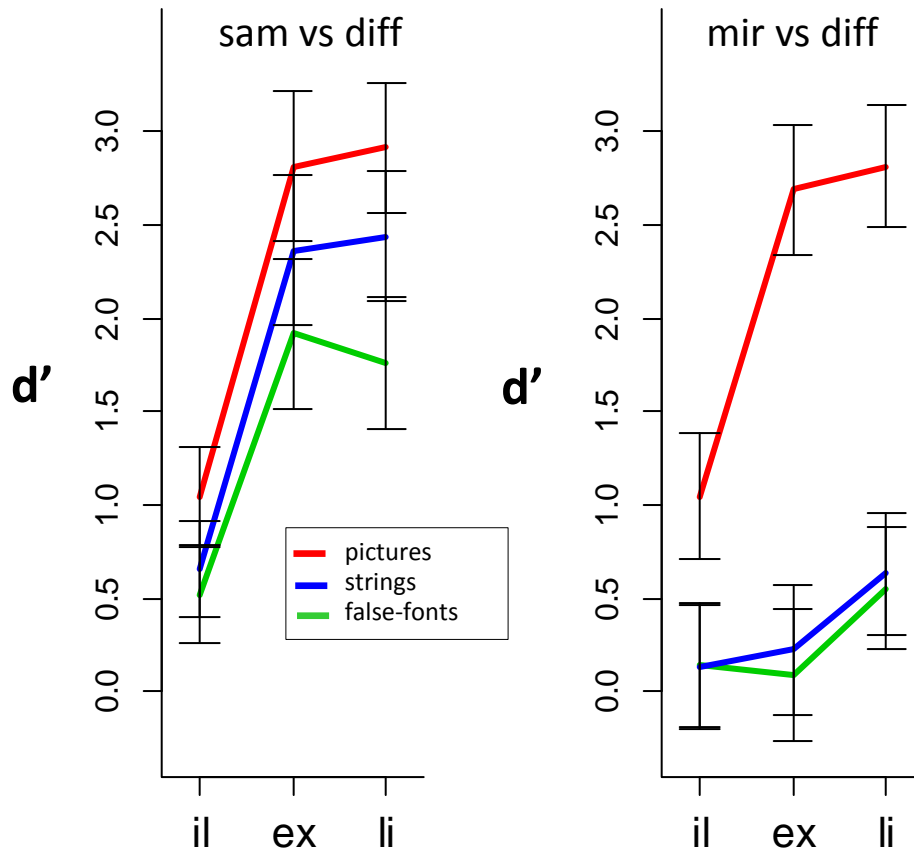 sam vs diff
d’
3.0
2.5
2.0
1.5
1.0
0.5
0.0
il ex li
pictures
strings
false-fonts
mir vs diff
d’
3.0
2.5
2.0
1.5
1.0
0.5
0.0
il ex li